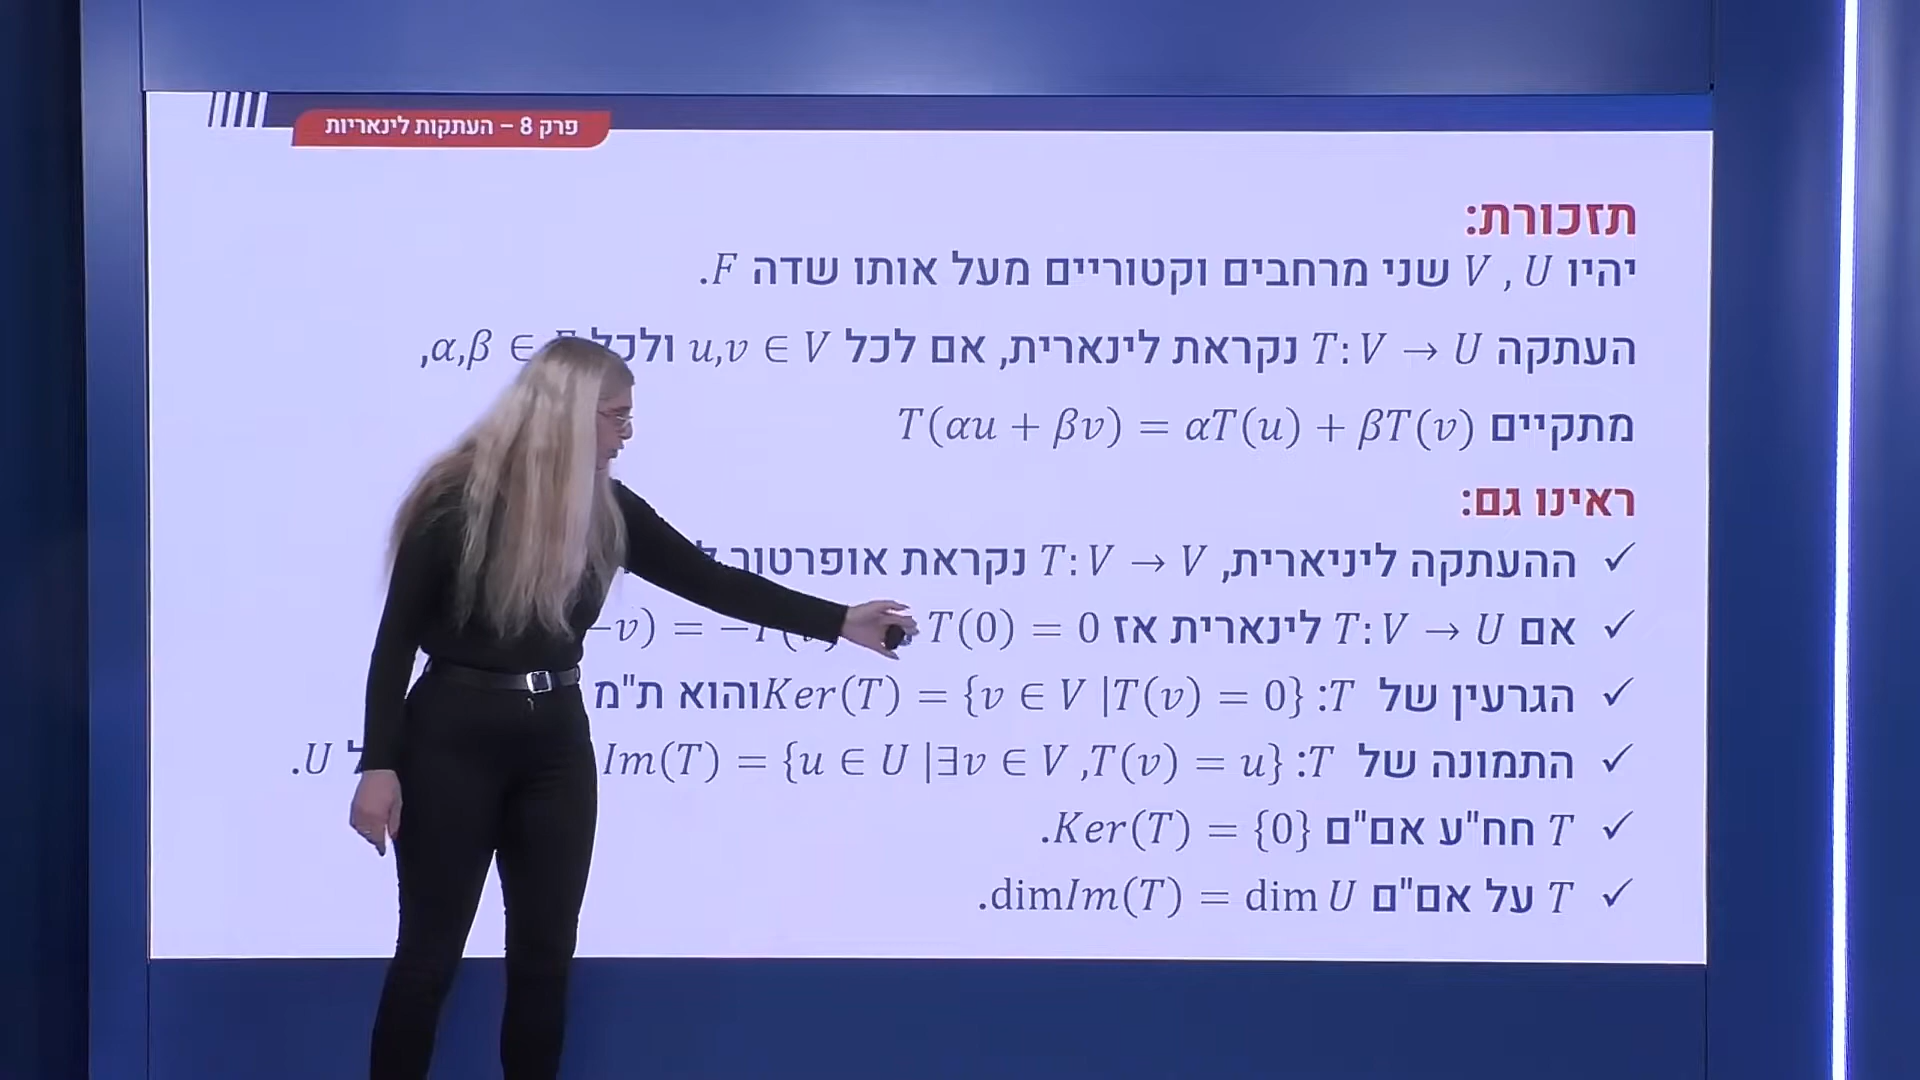 פרק 8 – העתקות לינאריות
תזכורת:
יהיו V , U שני מרחבים וקטוריים מעל אותו שדה F.
העתקה T: V → U נקראת לינארית, אם לכל u,v ∈ V ולכל α,β ∈ F,
מתקיים T(αu + βv) = αT(u) + βT(v)
ראינו גם:
✓ ההעתקה ליניארית, T: V → V נקראת אופרטור
✓ אם T: V → U לינארית אז T(0) = 0 −v) = −T(
✓ הגרעין של T: Ker(T) = {v ∈ V |T(v) = 0} והוא ת"מ
✓ התמונה של T: Im(T) = {u ∈ U |∃v ∈ V ,T(v) = u} U.
✓ T חח"ע אם"ם Ker(T) = {0}.
✓ T על אם"ם dimIm(T) = dim U.